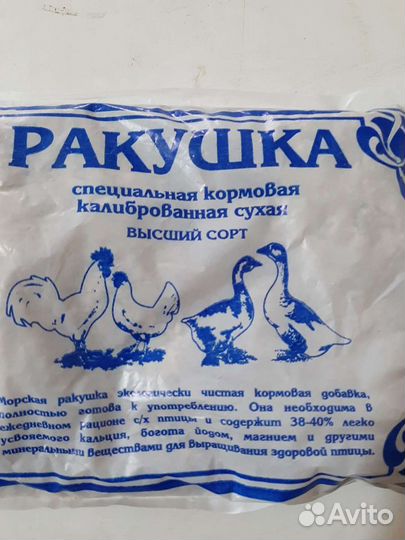 РАКУШКА
специальная кормовая
калиброванная сухая
ВЫСШИЙ СОРТ
Морская ракушка экологически чистая кормовая добавка,
полностью готова к употреблению. Она необходима в
ежедневном рационе с/х птицы и содержит 38-40% легко
усвояемого кальция, богота йодом, магнием и другими
минеральными веществами для выращивания здоровой птицы.
Avito